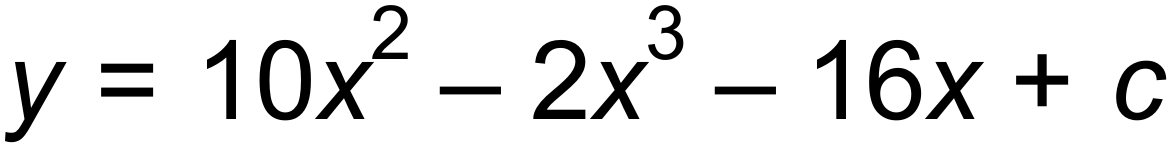 y = 10x² – 2x³ – 16x + c